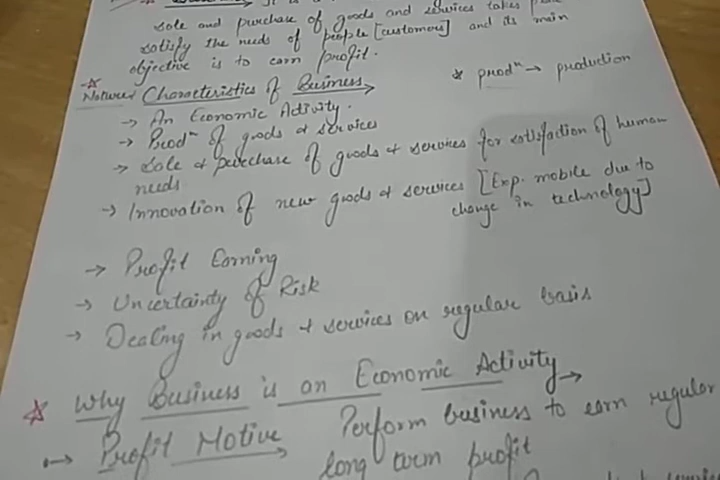 It is
sale and purchase of goods and services takes
satisfy the needs of people [customers] and its main
objective is to earn profit.
Nature & Characteristics of Business
* prodⁿ → production
→ An Economic Activity.
→ Prodⁿ of goods & services
→ Sale & purchase of goods & services for satisfaction of human
needs
→ Innovation of new goods & services [Exp. mobile due to
change in technology]
→ Profit Earning
→ Uncertainty of Risk
→ Dealing in goods & services on regular basis
☆ Why Business is an Economic Activity →
→ Profit Motive Perform business to earn regular
long term profit